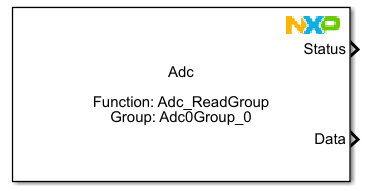 NXP
Status
Adc
Function: Adc_ReadGroup
Group: Adc0Group_0
Data